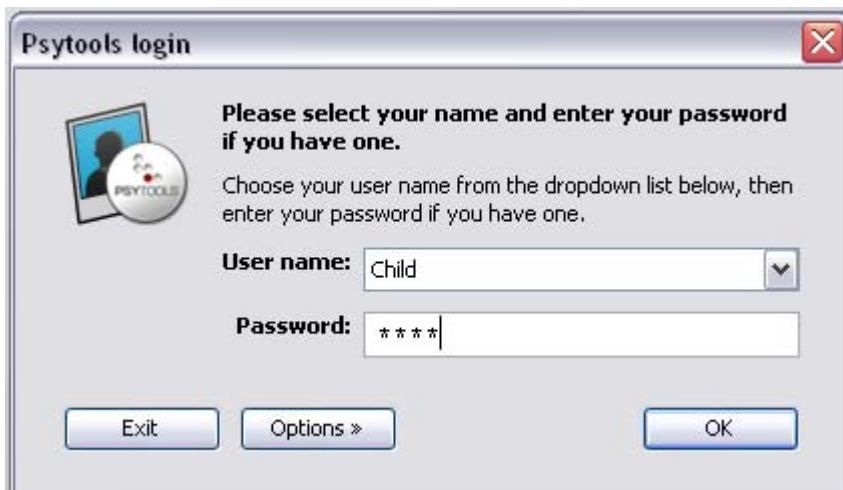 Psytools login
Please select your name and enter your password
if you have one.
PSYTOOLS
Choose your user name from the dropdown list below, then
enter your password if you have one.
User name: Child
Password: ****
Exit Options » OK